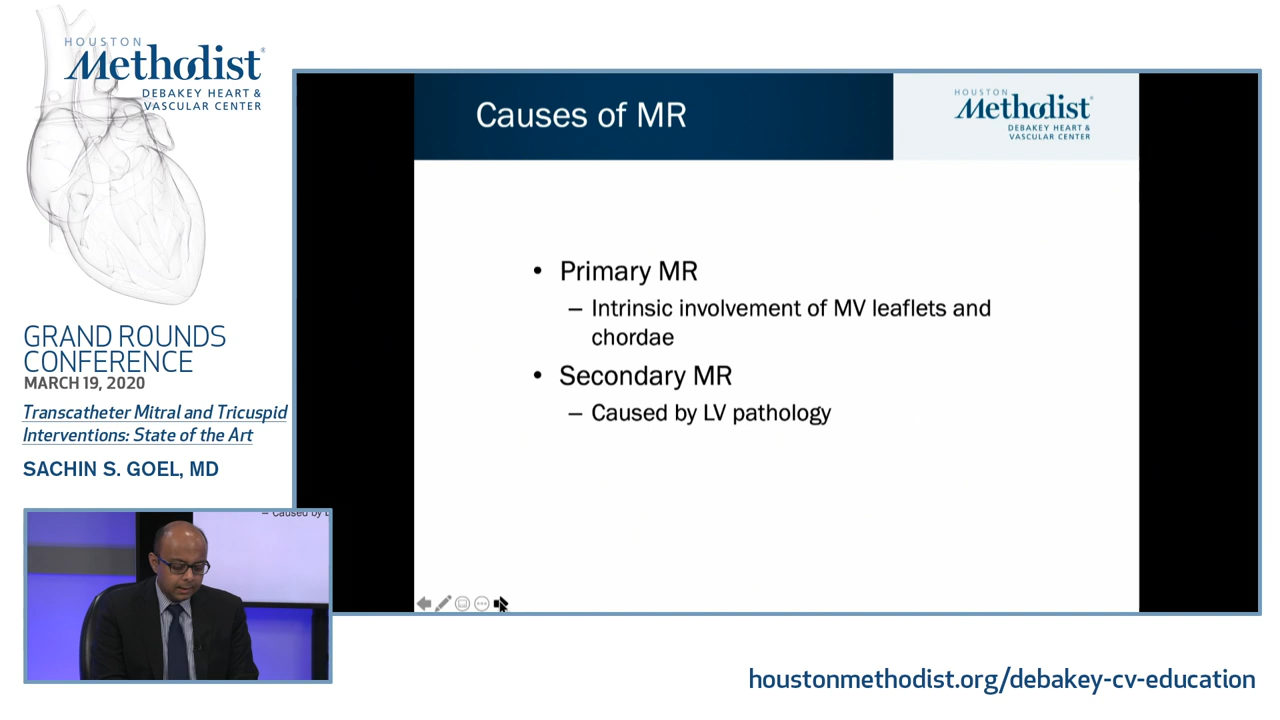 HOUSTON
Methodist®
DEBAKEY HEART &
VASCULAR CENTER
GRAND ROUNDS
CONFERENCE
MARCH 19, 2020
Transcatheter Mitral and Tricuspid
Interventions: State of the Art
SACHIN S. GOEL, MD
Causes of MR
HOUSTON
Methodist®
DEBAKEY HEART &
VASCULAR CENTER
• Primary MR
– Intrinsic involvement of MV leaflets and
chordae
• Secondary MR
– Caused by LV pathology
– Caused by L
houstonmethodist.org/debakey-cv-education